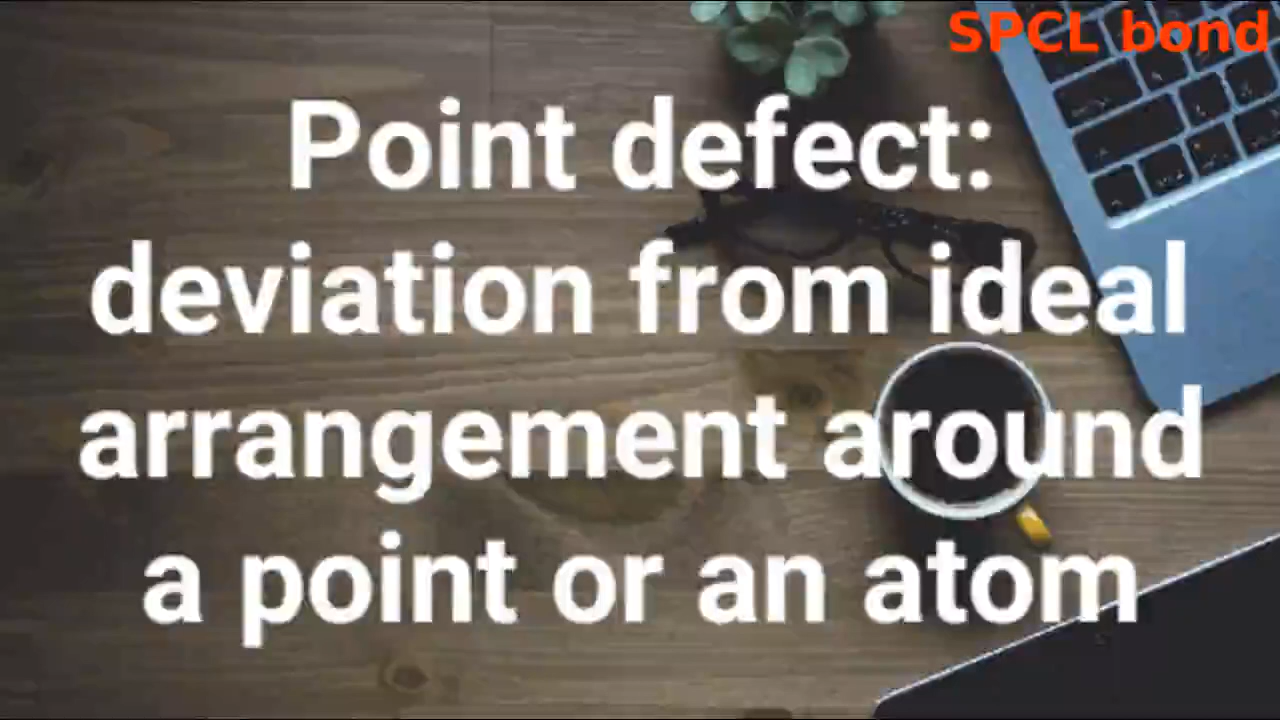 SPCL bond
Point defect:
deviation from ideal
arrangement around
a point or an atom